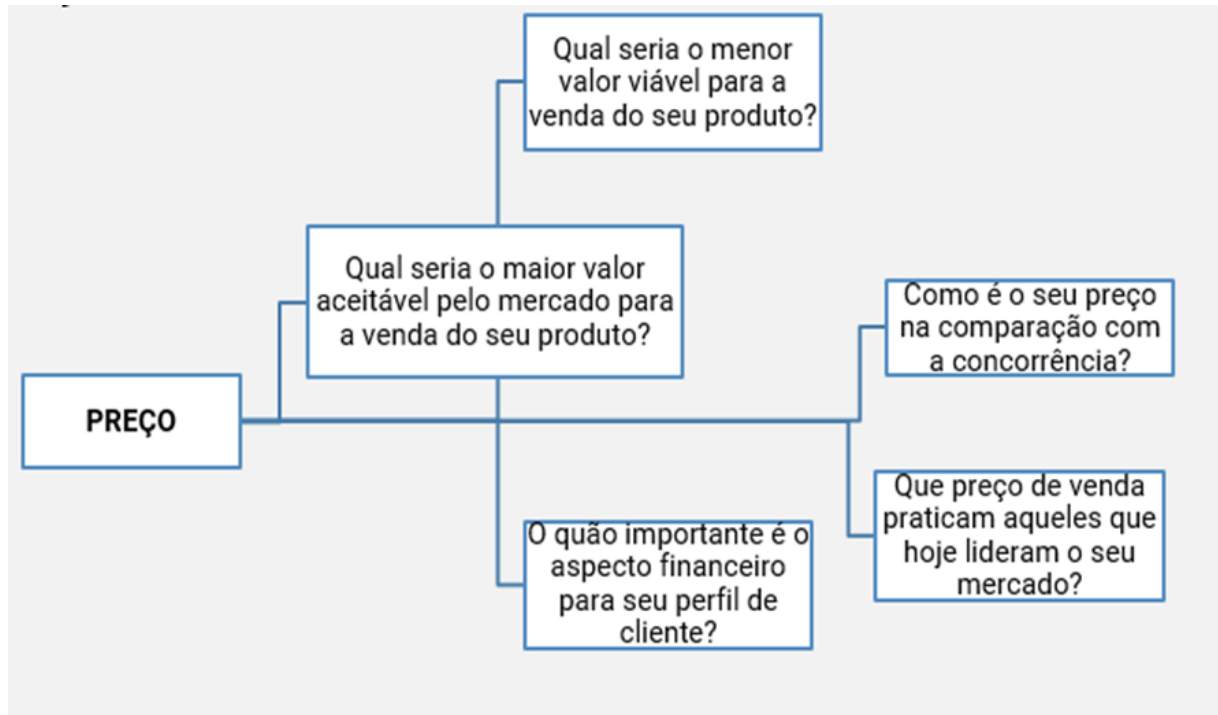 Qual seria o menor
valor viável para a
venda do seu produto?
Qual seria o maior valor
aceitável pelo mercado para
a venda do seu produto?
Como é o seu preço
na comparação com
a concorrência?
PREÇO
Que preço de venda
praticam aqueles que
hoje lideram o seu
mercado?
O quão importante é o
aspecto financeiro
para seu perfil de
cliente?